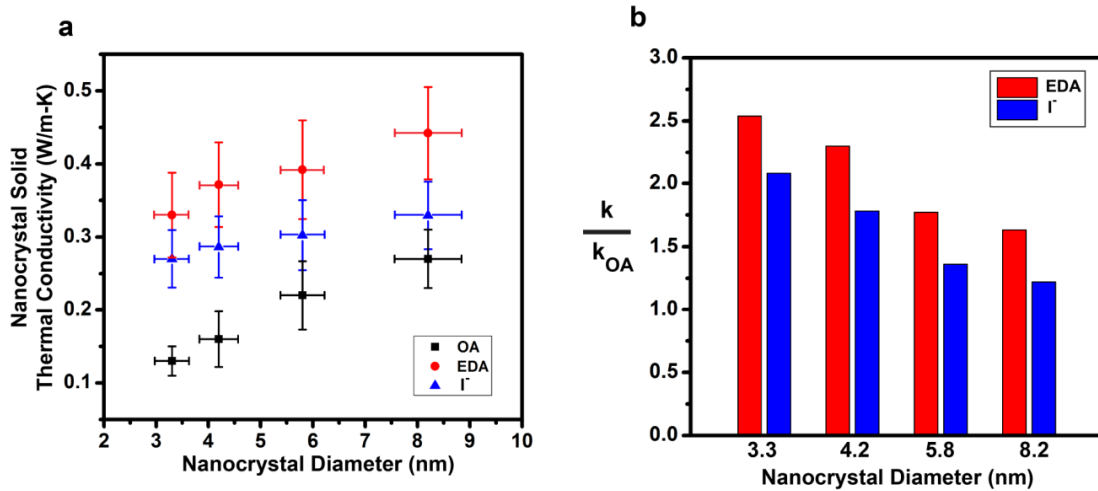 a
Nanocrystal Solid
Thermal Conductivity (W/m-K)
0.5
0.4
0.3
0.2
0.1
OA
EDA
I⁻
2 3 4 5 6 7 8 9 10
Nanocrystal Diameter (nm)
b
k
k_OA
3.0
2.5
2.0
1.5
1.0
0.5
0.0
EDA
I⁻
3.3 4.2 5.8 8.2
Nanocrystal Diameter (nm)